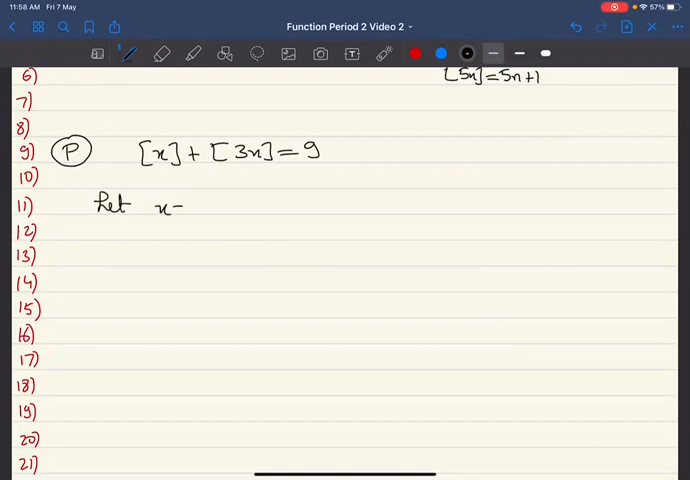 11:58 AM Fri 7 May
57%
Function Period 2 Video 2
6) [5x]=5n+1
7)
8)
9) P [x]+[3x]=9
10)
11) Let x-
12)
13)
14)
15)
16)
17)
18)
19)
20)
21)